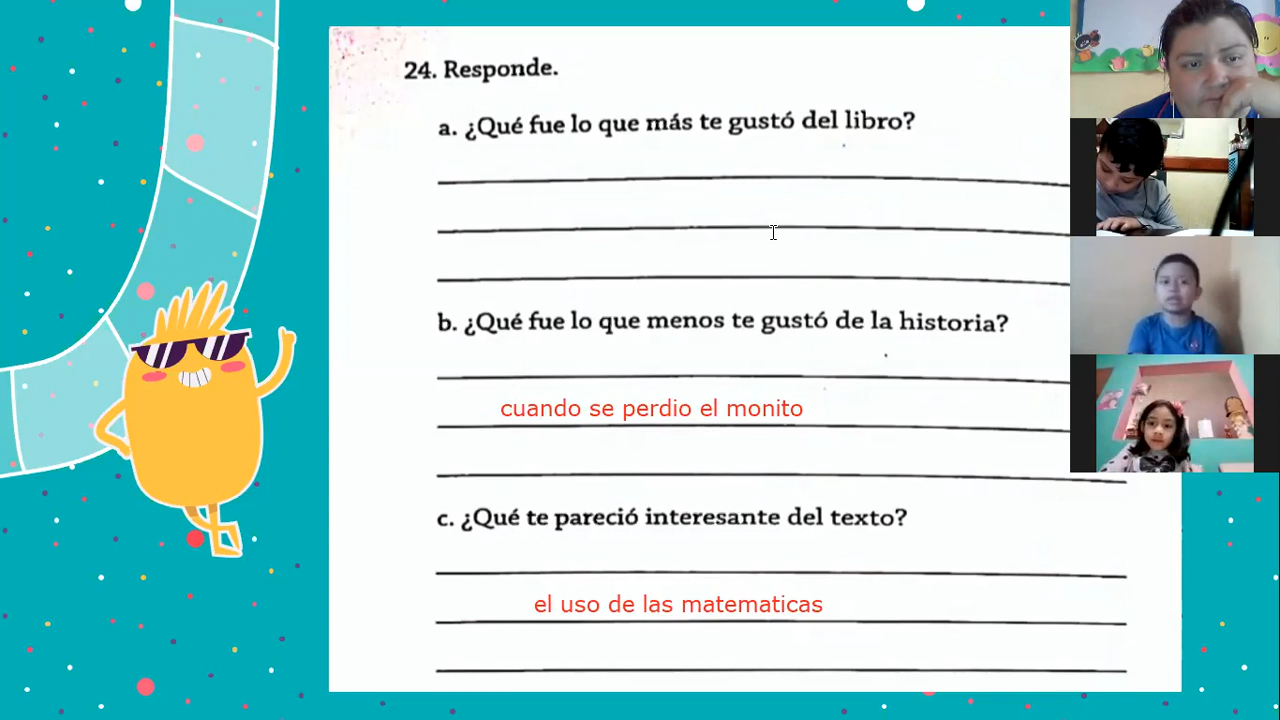 24. Responde.
a. ¿Qué fue lo que más te gustó del libro?
b. ¿Qué fue lo que menos te gustó de la historia?
cuando se perdio el monito
c. ¿Qué te pareció interesante del texto?
el uso de las matematicas